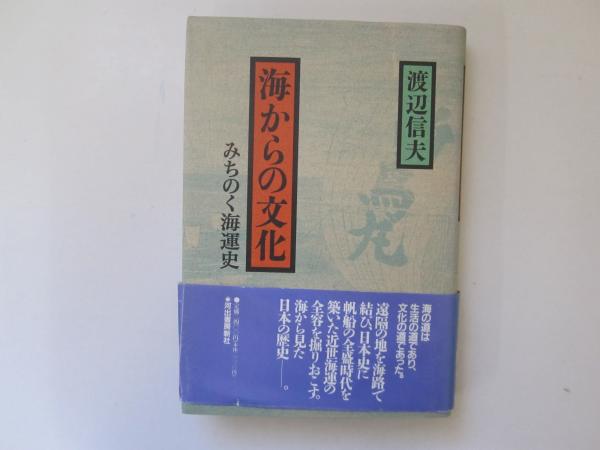 渡辺信夫
海からの文化
みちのく海運史
海の道は
生活の道であり、
文化の道であった。
遠隔の地を海路で
結び、日本史に
帆船の全盛時代を
築いた近世海運の
全容を掘りおこす。
海から見た
日本の歴史——。
●河出書房新社